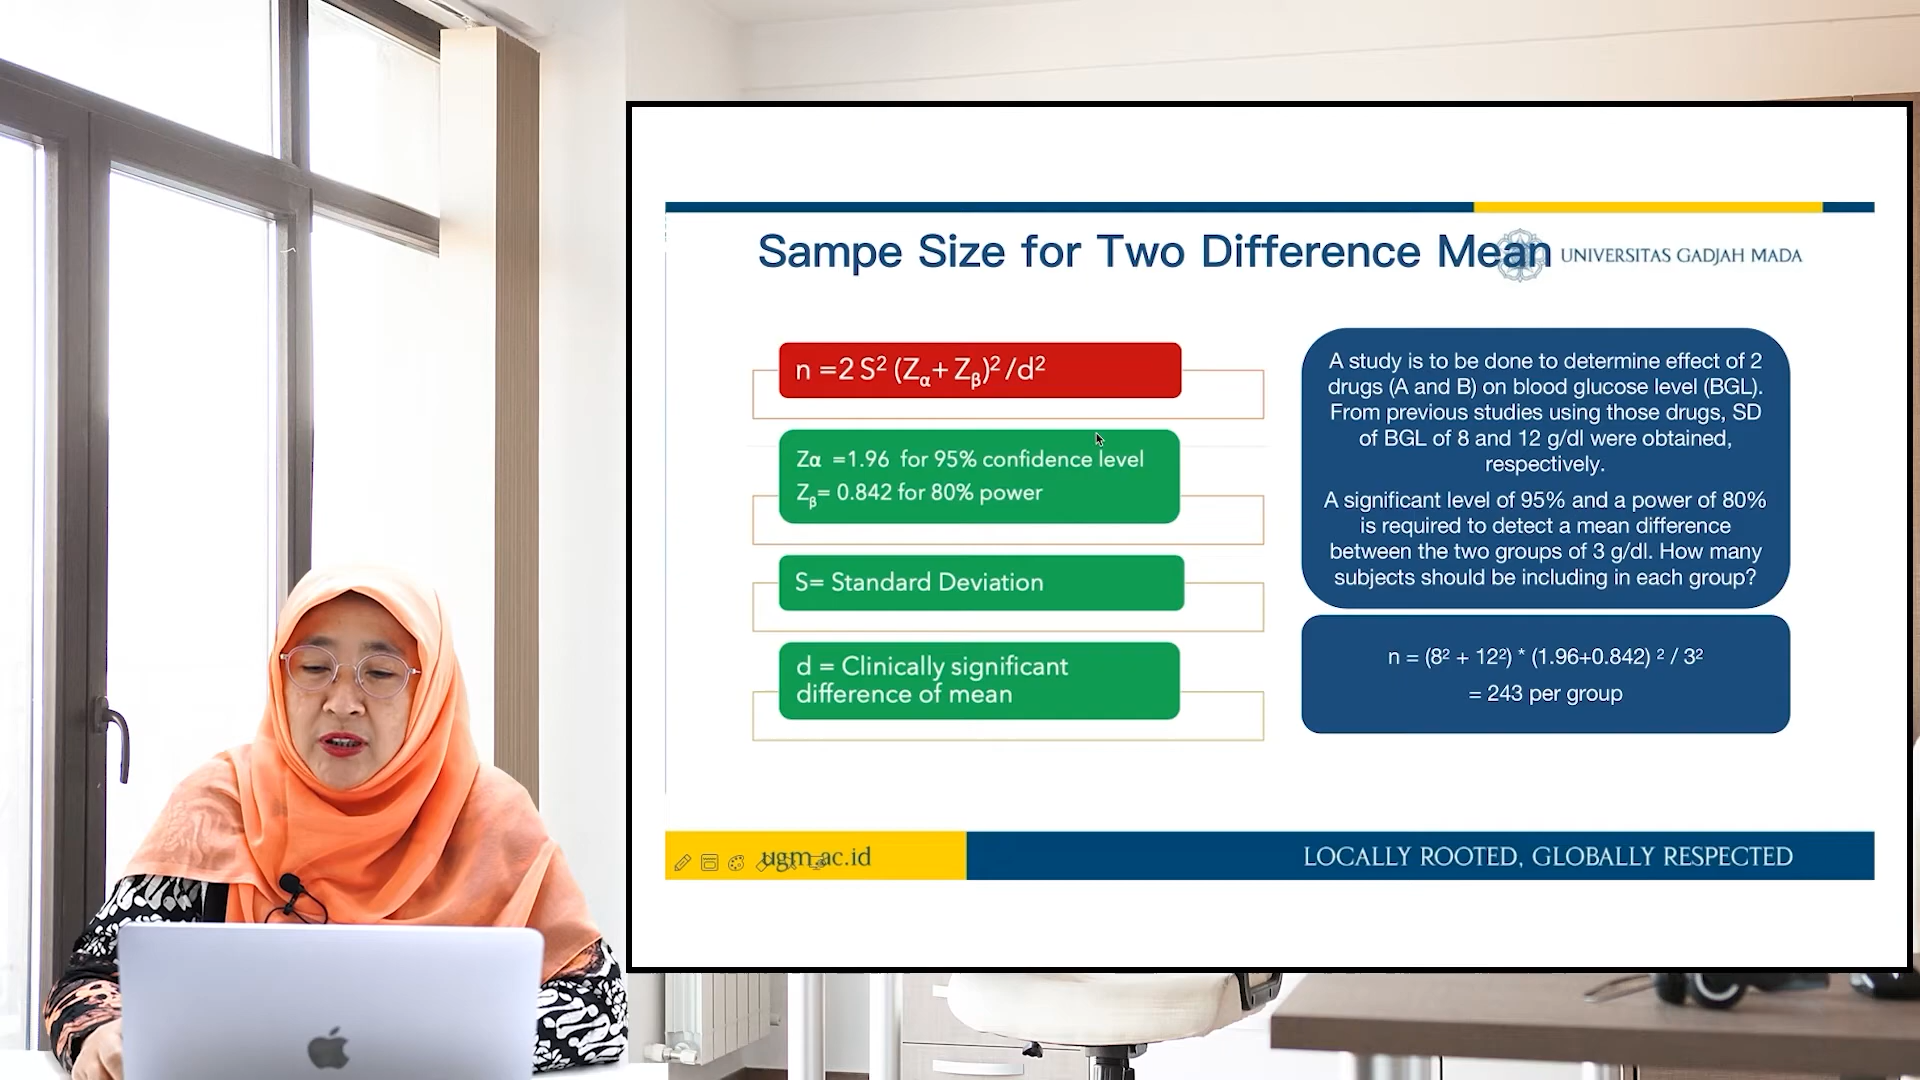 Sampe Size for Two Difference Mean
UNIVERSITAS GADJAH MADA
n =2 S² (Zα+ Zβ)² /d²
Zα =1.96 for 95% confidence level
Zβ= 0.842 for 80% power
S= Standard Deviation
d = Clinically significant
difference of mean
A study is to be done to determine effect of 2
drugs (A and B) on blood glucose level (BGL).
From previous studies using those drugs, SD
of BGL of 8 and 12 g/dl were obtained,
respectively.
A significant level of 95% and a power of 80%
is required to detect a mean difference
between the two groups of 3 g/dl. How many
subjects should be including in each group?
n = (8² + 12²) * (1.96+0.842) ² / 3²
= 243 per group
ugm.ac.id
LOCALLY ROOTED, GLOBALLY RESPECTED